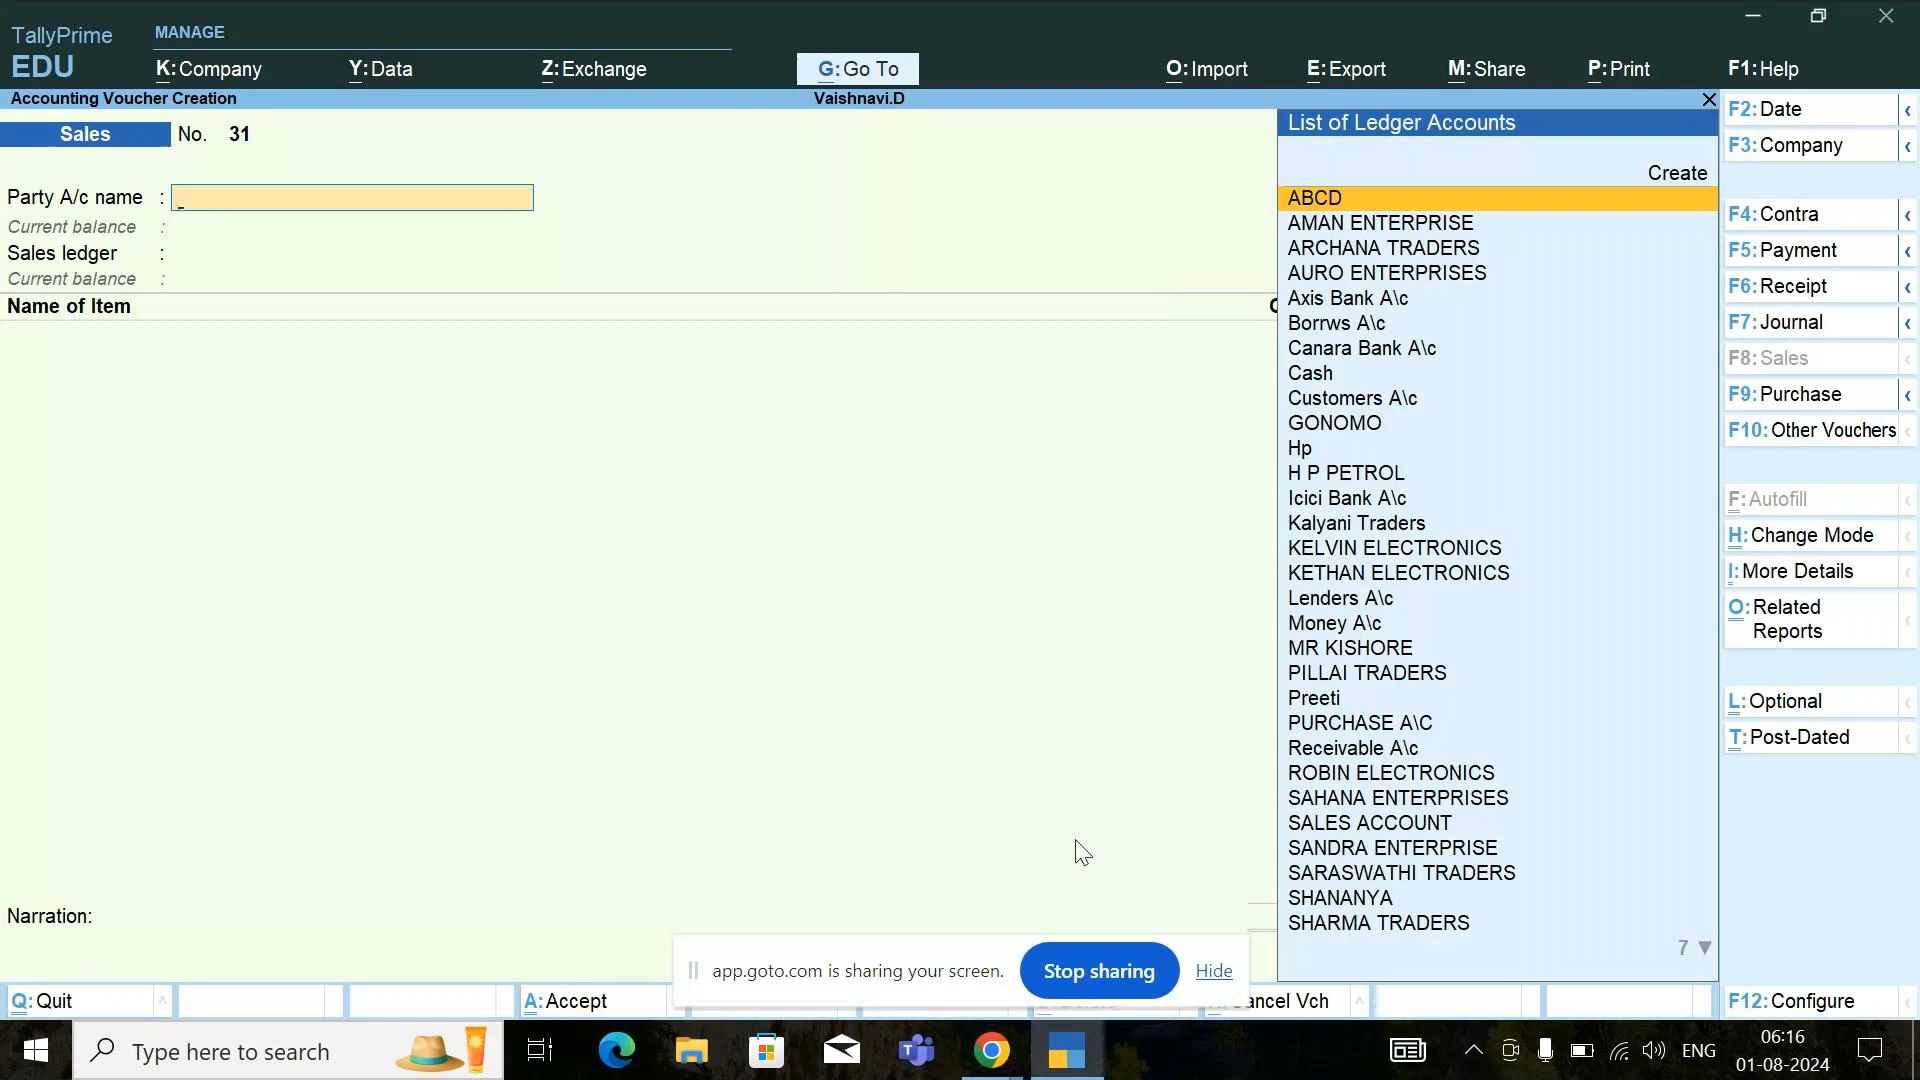 TallyPrime
EDU
MANAGE
K:Company
Y:Data
Z:Exchange
G:Go To
O:Import
E:Export
M:Share
P:Print
F1:Help
Accounting Voucher Creation
Vaishnavi.D
Sales
No. 31
Party A/c name :
Current balance :
Sales ledger :
Current balance :
Name of Item
List of Ledger Accounts
Create
ABCD
AMAN ENTERPRISE
ARCHANA TRADERS
AURO ENTERPRISES
Axis Bank A\c
Borrws A\c
Canara Bank A\c
Cash
Customers A\c
GONOMO
Hp
H P PETROL
Icici Bank A\c
Kalyani Traders
KELVIN ELECTRONICS
KETHAN ELECTRONICS
Lenders A\c
Money A\c
MR KISHORE
PILLAI TRADERS
Preeti
PURCHASE A\C
Receivable A\c
ROBIN ELECTRONICS
SAHANA ENTERPRISES
SALES ACCOUNT
SANDRA ENTERPRISE
SARASWATHI TRADERS
SHANANYA
SHARMA TRADERS
7
F2:Date
F3:Company
F4:Contra
F5:Payment
F6:Receipt
F7:Journal
F8:Sales
F9:Purchase
F10:Other Vouchers
F:Autofill
H:Change Mode
I:More Details
O:Related
Reports
L:Optional
T:Post-Dated
F12:Configure
Narration:
app.goto.com is sharing your screen.
Stop sharing
Hide
Q:Quit
A:Accept
ancel Vch
Type here to search
ENG
06:16
01-08-2024